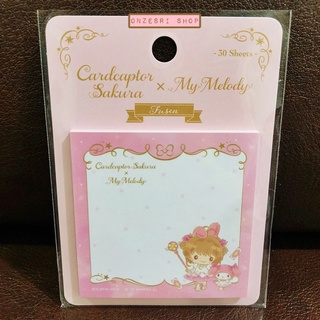 ONZESRI SHOP
- 50 Sheets -
Cardcaptor Sakura × My Melody
Fusen
Cardcaptor Sakura
×
My Melody